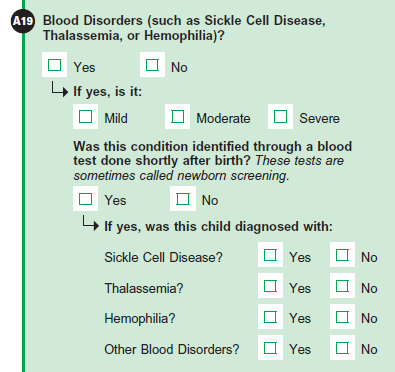 A19 Blood Disorders (such as Sickle Cell Disease,
Thalassemia, or Hemophilia)?
Yes No
If yes, is it:
Mild Moderate Severe
Was this condition identified through a blood
test done shortly after birth? These tests are
sometimes called newborn screening.
Yes No
If yes, was this child diagnosed with:
Sickle Cell Disease? Yes No
Thalassemia? Yes No
Hemophilia? Yes No
Other Blood Disorders? Yes No